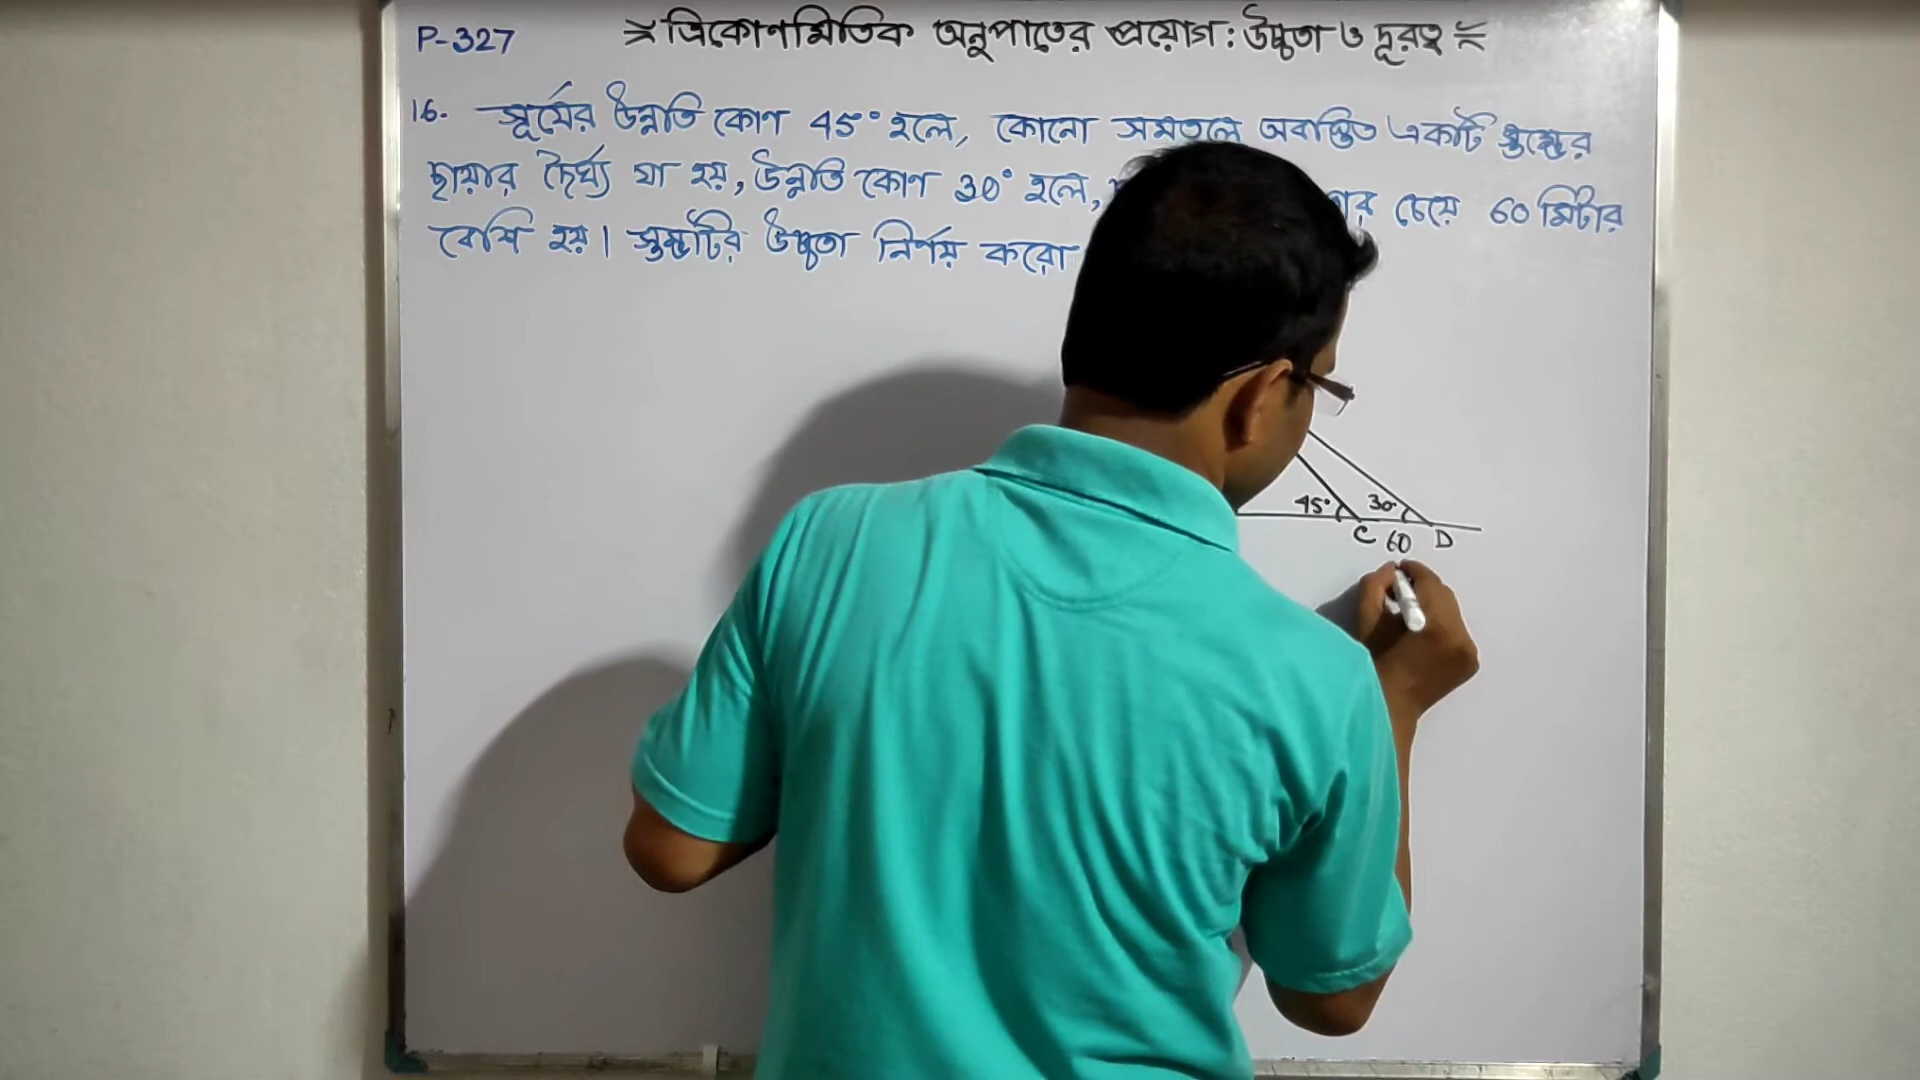 P-327
ত্রিকোণমিতিক অনুপাতের প্রয়োগ : উচ্চতা ও দূরত্ব
16. সূর্যের উন্নতি কোণ 45° হলে, কোনো সমতলে অবস্থিত একটি স্তম্ভের
ছায়ার দৈর্ঘ্য যা হয়, উন্নতি কোণ 30° হলে, চেয়ে 60 মিটার
বেশি হয়। স্তম্ভটির উচ্চতা নির্ণয় করো
45° 30°
C 60 D